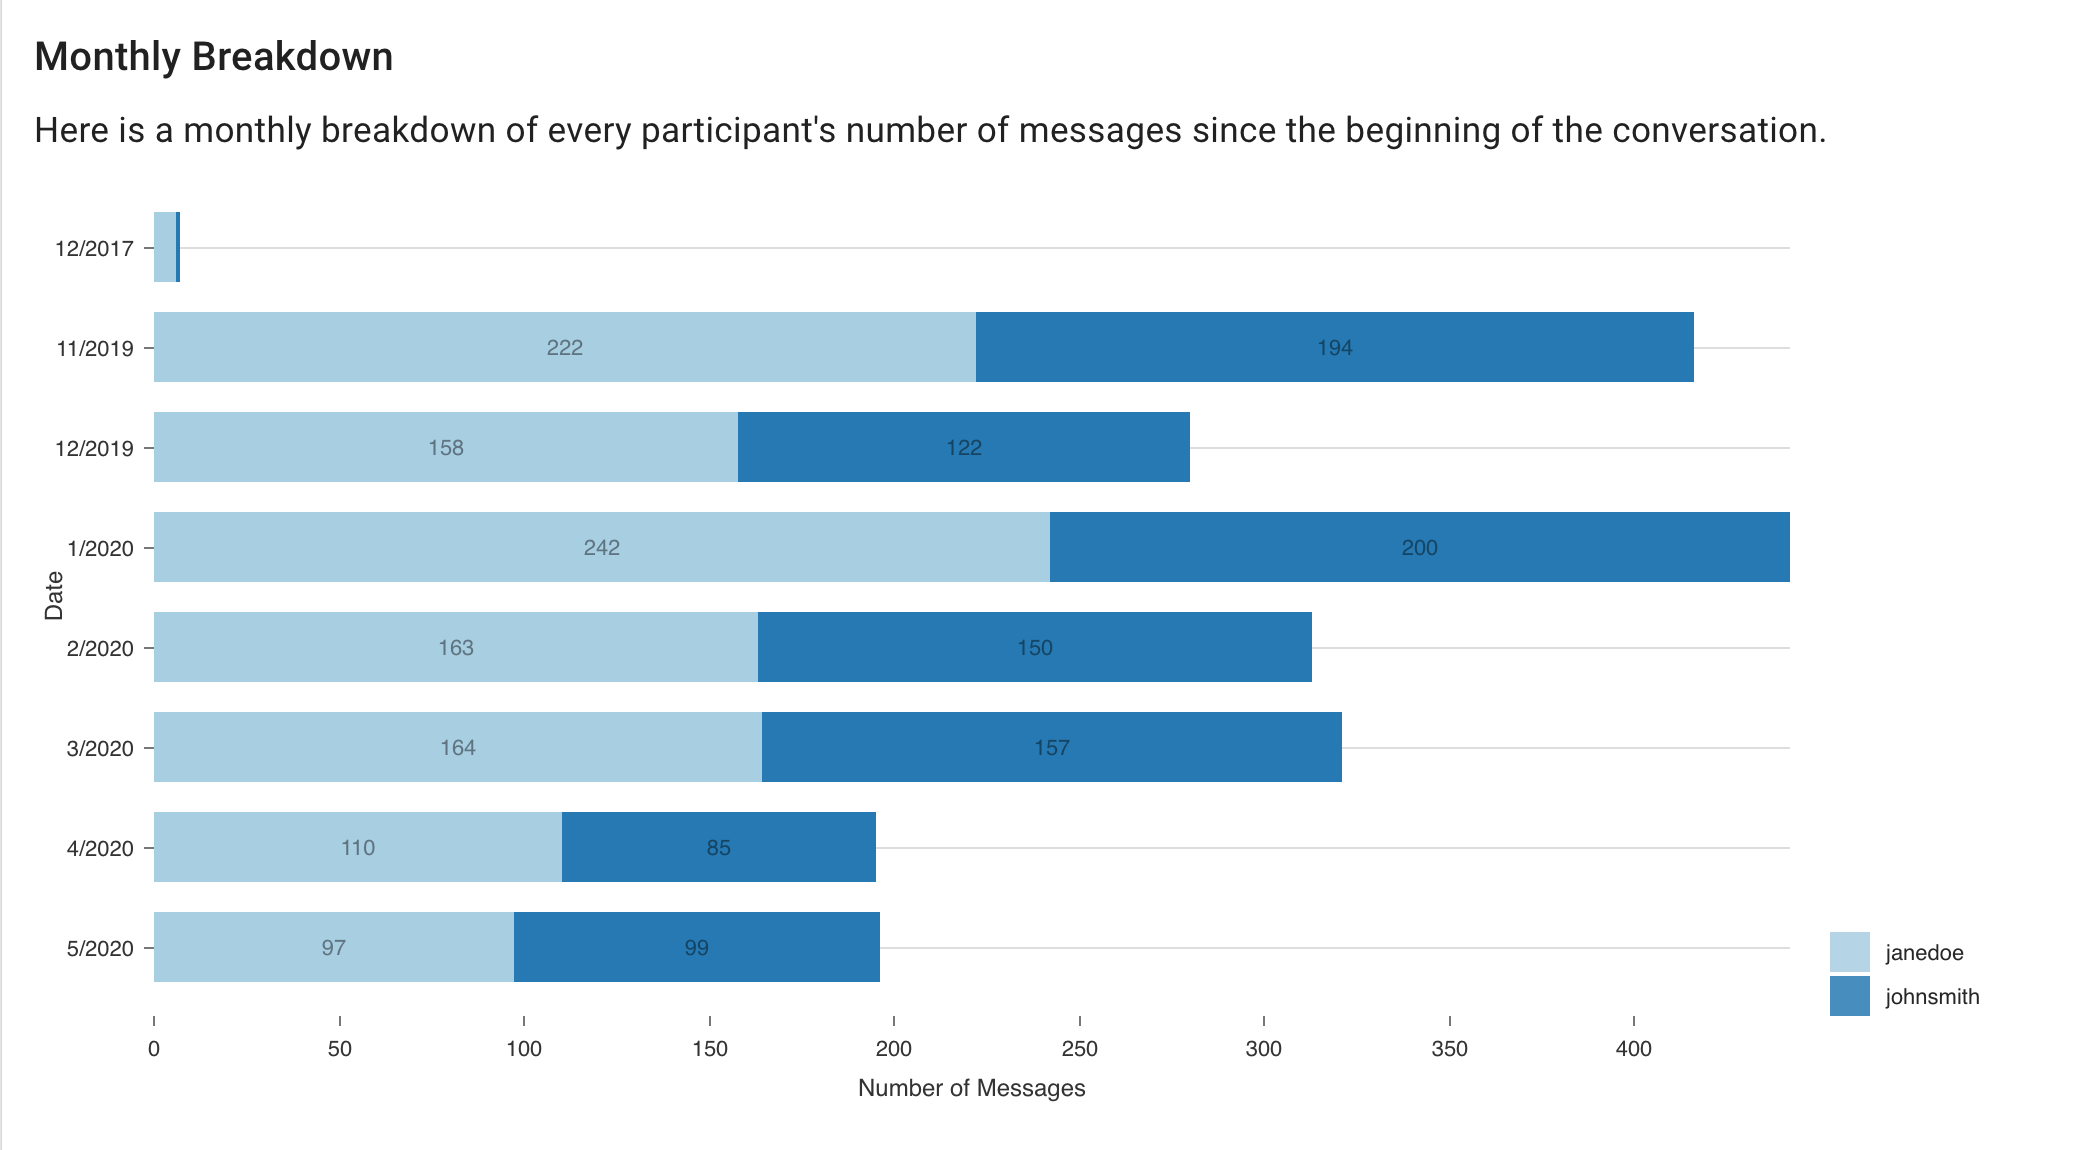 Monthly Breakdown
Here is a monthly breakdown of every participant's number of messages since the beginning of the conversation.
12/2017
11/2019 222 194
12/2019 158 122
1/2020 242 200
Date
2/2020 163 150
3/2020 164 157
4/2020 110 85
5/2020 97 99
janedoe
johnsmith
0 50 100 150 200 250 300 350 400
Number of Messages